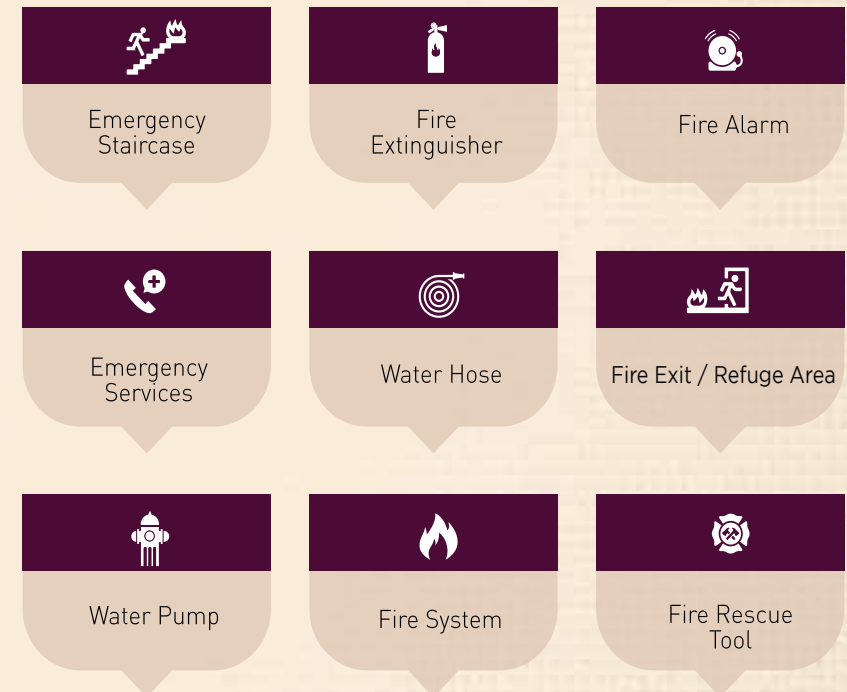 Emergency
Staircase
Fire
Extinguisher
Fire Alarm
Emergency
Services
Water Hose
Fire Exit / Refuge Area
Water Pump
Fire System
Fire Rescue
Tool